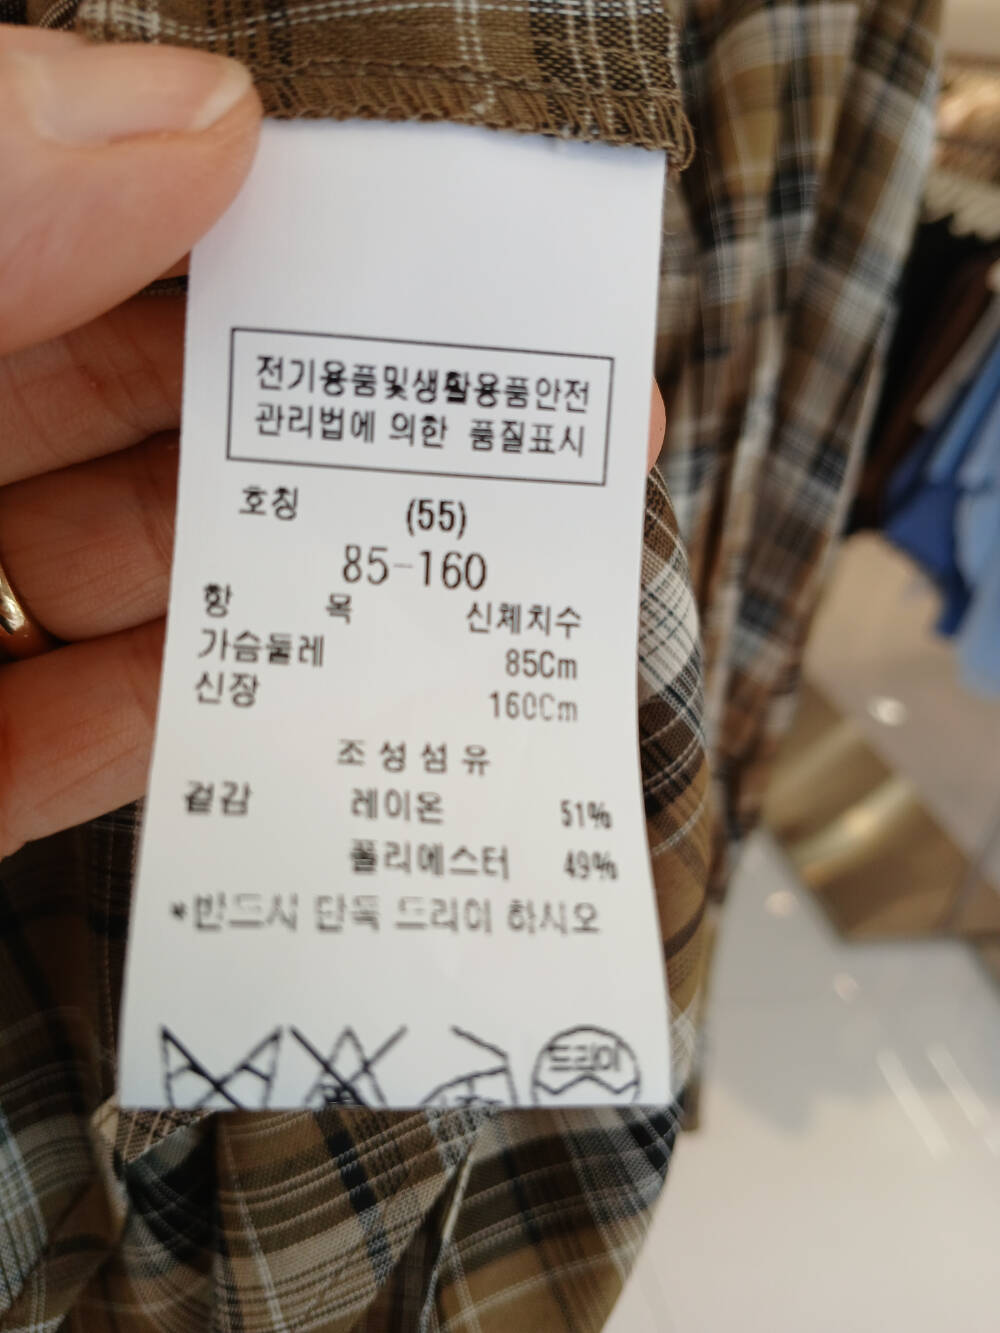 전기용품및생활용품안전
관리법에 의한 품질표시
호칭 (55)
85-160
항 목 신체치수
가슴둘레 85Cm
신장 160Cm
조 성 섬 유
겉감 레이온 51%
폴리에스터 49%
*반드시 단독 드라이 하시오
드라이